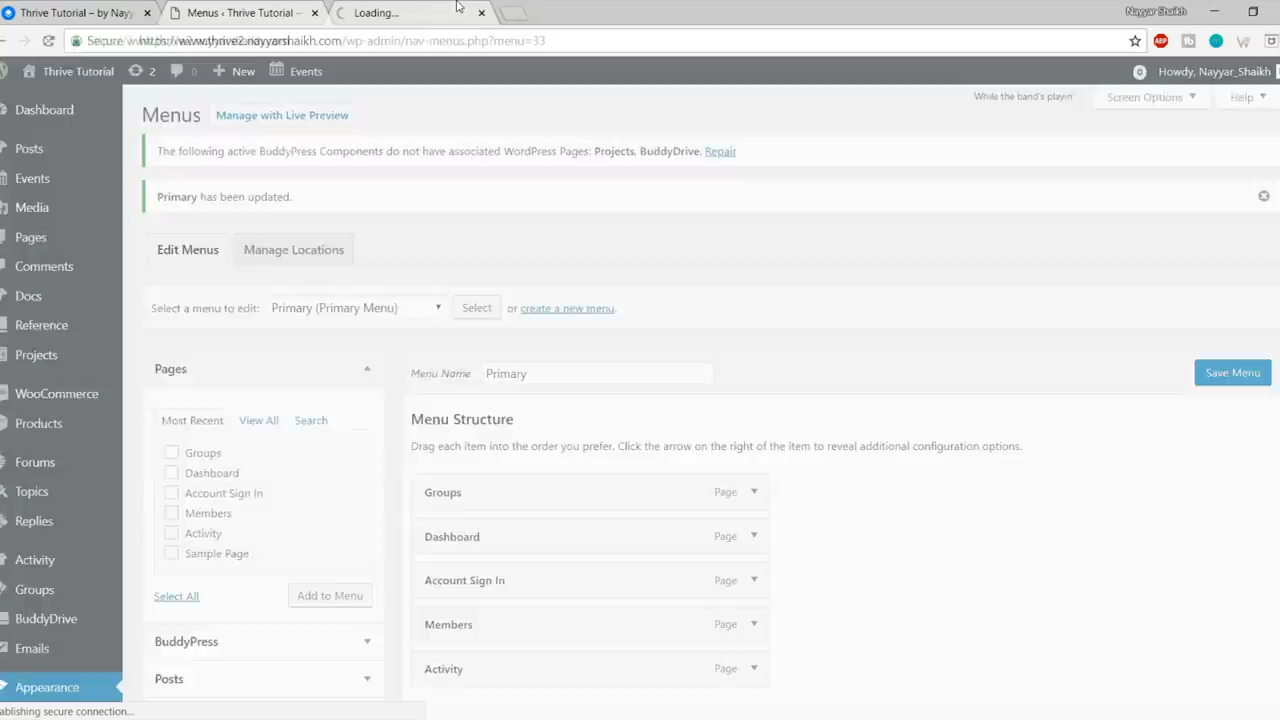 Thrive Tutorial – by Nayy
Menus ‹ Thrive Tutorial –
Loading...
Nayyar Shaikh
Secure
thrive2.nayyarshaikh.com/wp-admin/nav-menus.php?menu=33
Thrive Tutorial
2
0
New
Events
Howdy, Nayyar_Shaikh
Dashboard
Posts
Events
Media
Pages
Comments
Docs
Reference
Projects
WooCommerce
Products
Forums
Topics
Replies
Activity
Groups
BuddyDrive
Emails
Appearance
Menus
Manage with Live Preview
While the band's playin'
Screen Options
Help
The following active BuddyPress Components do not have associated WordPress Pages: Projects, BuddyDrive. Repair
Primary has been updated.
Edit Menus
Manage Locations
Select a menu to edit:
Primary (Primary Menu)
Select
or create a new menu.
Pages
Most Recent
View All
Search
Groups
Dashboard
Account Sign In
Members
Activity
Sample Page
Select All
Add to Menu
BuddyPress
Posts
Menu Name
Primary
Save Menu
Menu Structure
Drag each item into the order you prefer. Click the arrow on the right of the item to reveal additional configuration options.
Groups
Page
Dashboard
Page
Account Sign In
Page
Members
Page
Activity
Page
ablishing secure connection...